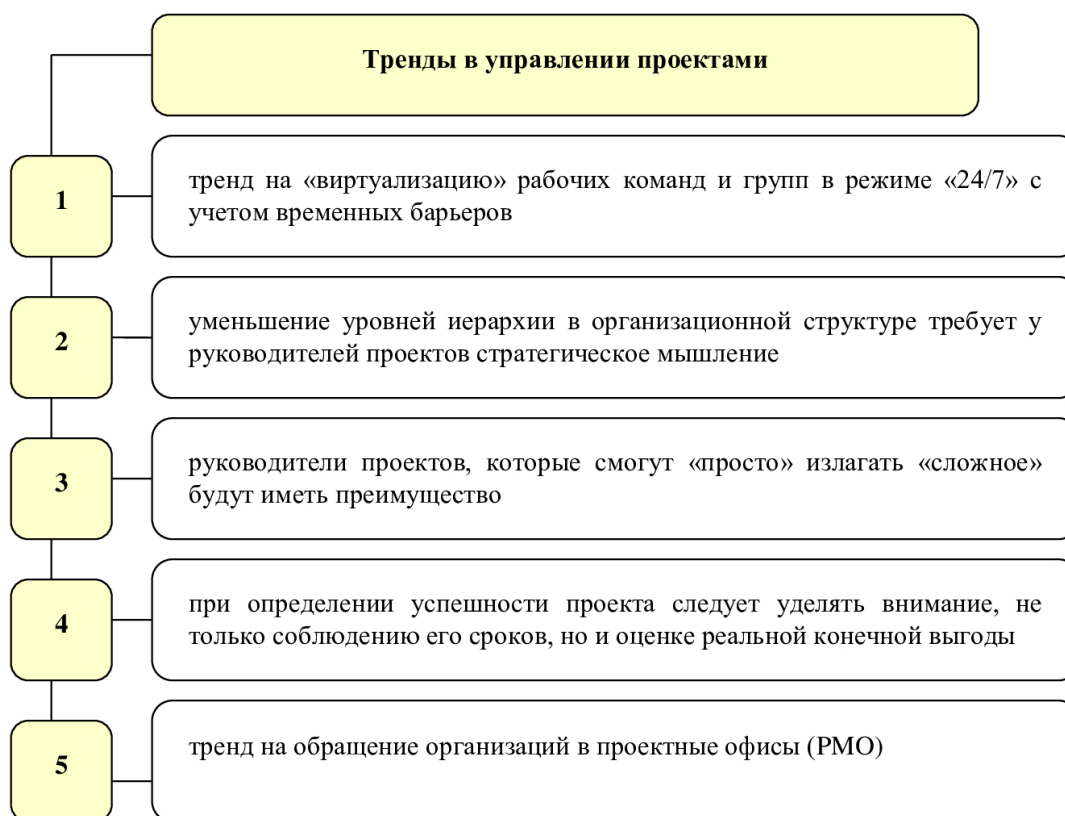 Тренды в управлении проектами
1
тренд на «виртуализацию» рабочих команд и групп в режиме «24/7» с
учетом временных барьеров
2
уменьшение уровней иерархии в организационной структуре требует у
руководителей проектов стратегическое мышление
3
руководители проектов, которые смогут «просто» излагать «сложное»
будут иметь преимущество
4
при определении успешности проекта следует уделять внимание, не
только соблюдению его сроков, но и оценке реальной конечной выгоды
5
тренд на обращение организаций в проектные офисы (РМО)